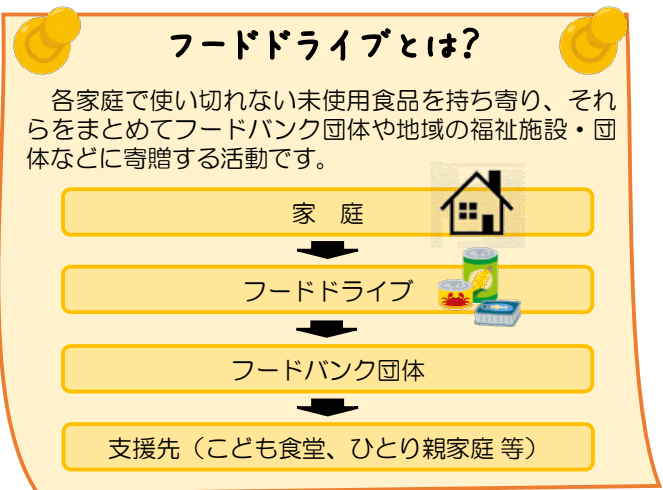 フードドライブとは?
　各家庭で使い切れない未使用食品を持ち寄り、それ
らをまとめてフードバンク団体や地域の福祉施設・団
体などに寄贈する活動です。
家　庭
フードドライブ
フードバンク団体
支援先（こども食堂、ひとり親家庭 等）